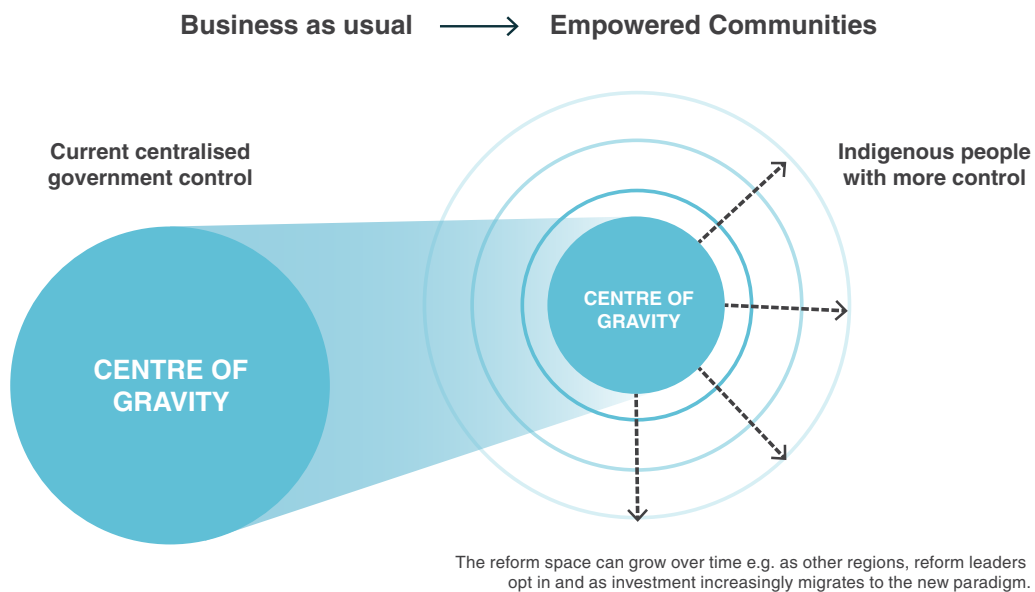 Business as usual → Empowered Communities
Current centralised
government control
Indigenous people
with more control
CENTRE OF
GRAVITY
CENTRE OF
GRAVITY
The reform space can grow over time e.g. as other regions, reform leaders
opt in and as investment increasingly migrates to the new paradigm.